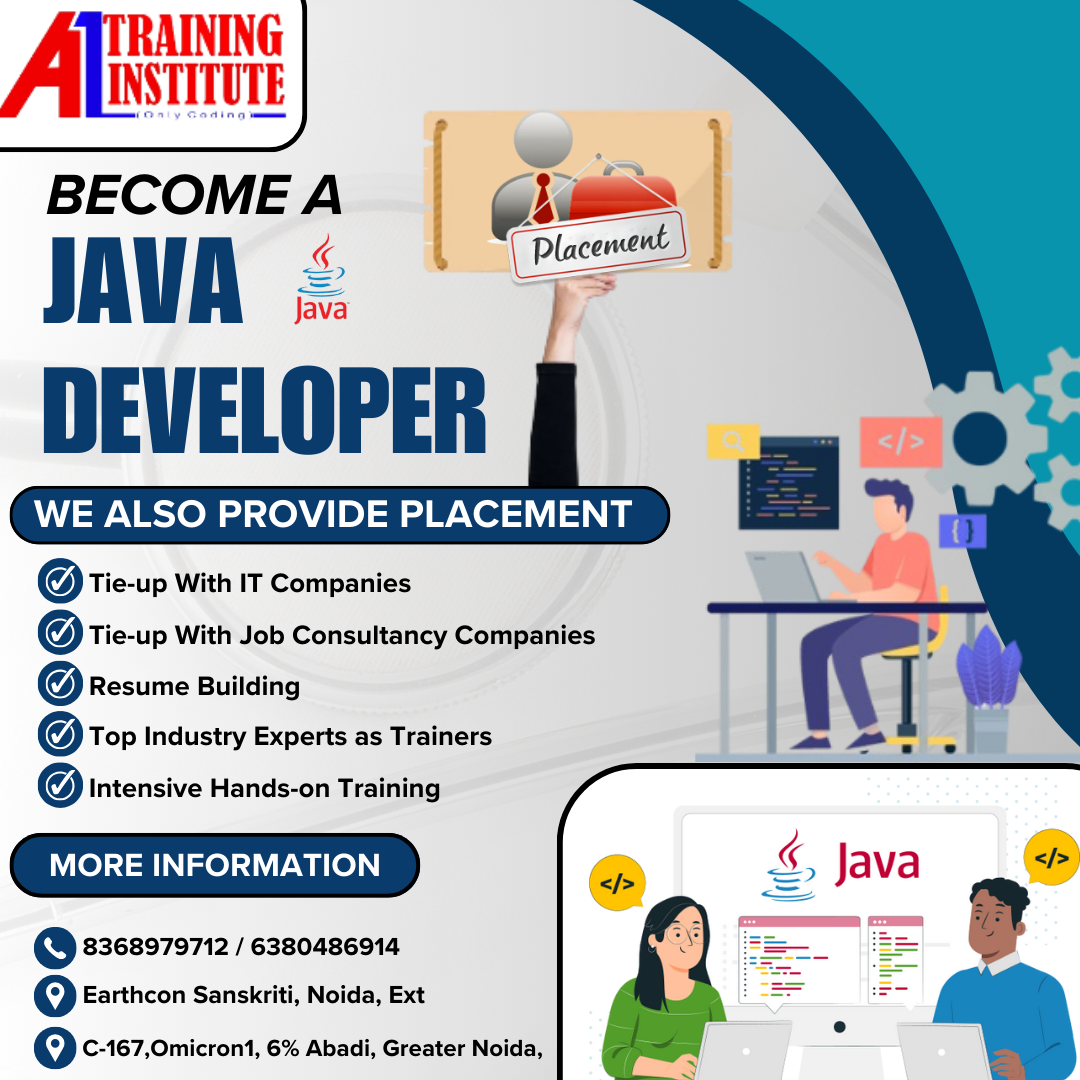 A1 TRAINING
INSTITUTE
(Only Coding)
BECOME A
JAVA
Java
DEVELOPER
Placement
</>
{}
WE ALSO PROVIDE PLACEMENT
Tie-up With IT Companies
Tie-up With Job Consultancy Companies
Resume Building
Top Industry Experts as Trainers
Intensive Hands-on Training
MORE INFORMATION
8368979712 / 6380486914
Earthcon Sanskriti, Noida, Ext
C-167,Omicron1, 6% Abadi, Greater Noida,
Java
</>
</>